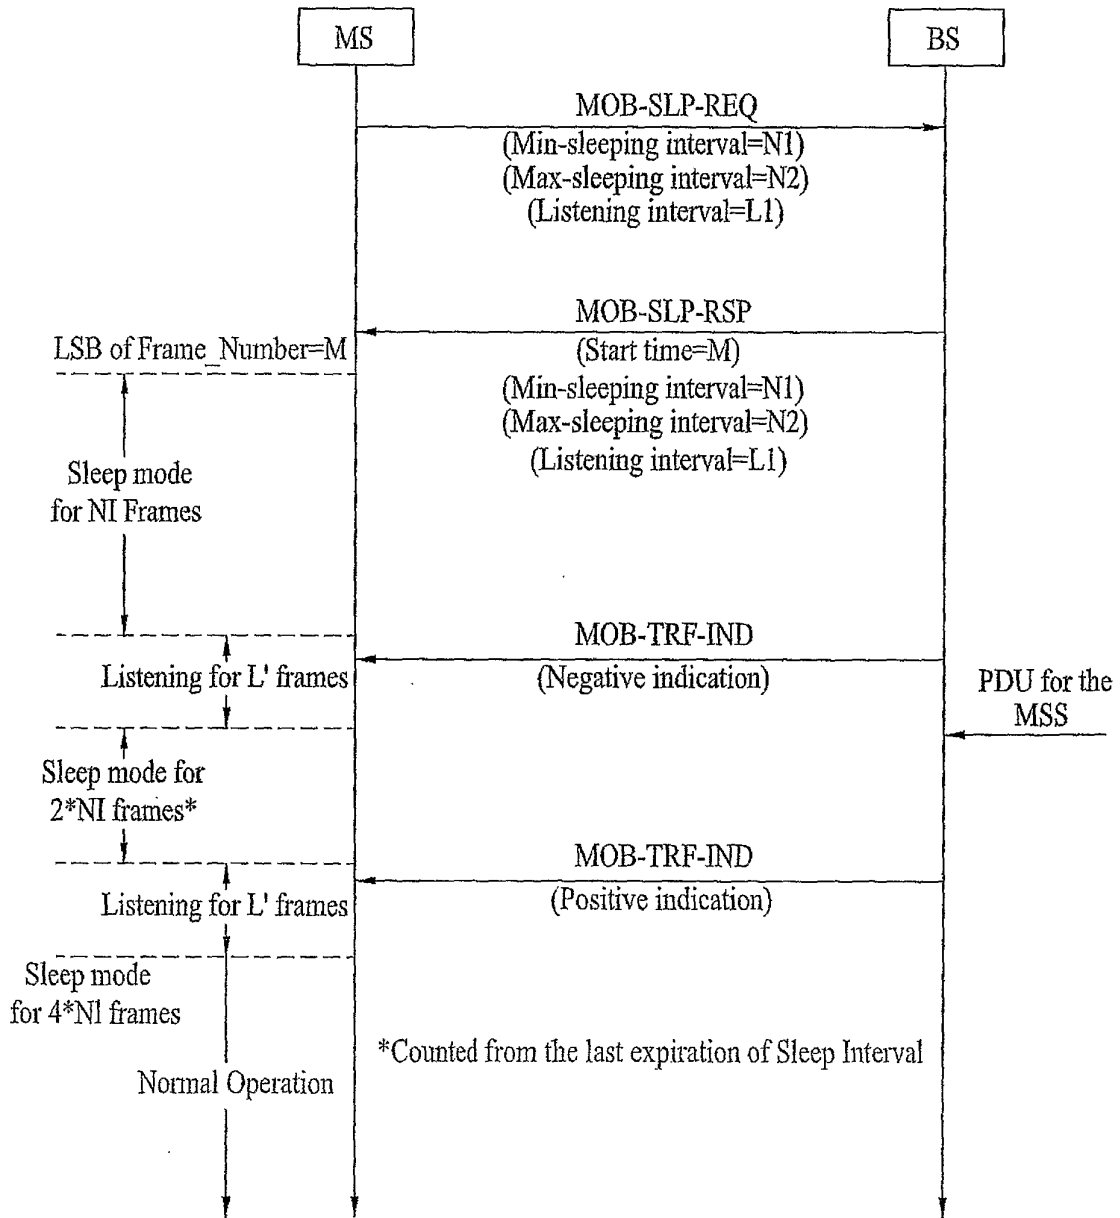 MS
BS
MOB-SLP-REQ
(Min-sleeping interval=N1)
(Max-sleeping interval=N2)
(Listening interval=L1)
MOB-SLP-RSP
(Start time=M)
(Min-sleeping interval=N1)
(Max-sleeping interval=N2)
(Listening interval=L1)
LSB of Frame_Number=M
Sleep mode
for NI Frames
MOB-TRF-IND
(Negative indication)
Listening for L' frames
PDU for the
MSS
Sleep mode for
2*NI frames*
MOB-TRF-IND
(Positive indication)
Listening for L' frames
Sleep mode
for 4*Nl frames
*Counted from the last expiration of Sleep Interval
Normal Operation